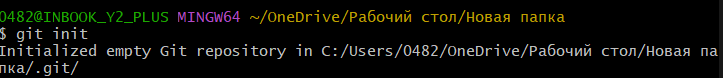 0482@INBOOK_Y2_PLUS MINGW64 ~/OneDrive/Рабочий стол/Новая папка
$ git init
Initialized empty Git repository in C:/Users/0482/OneDrive/Рабочий стол/Новая па
пка/.git/